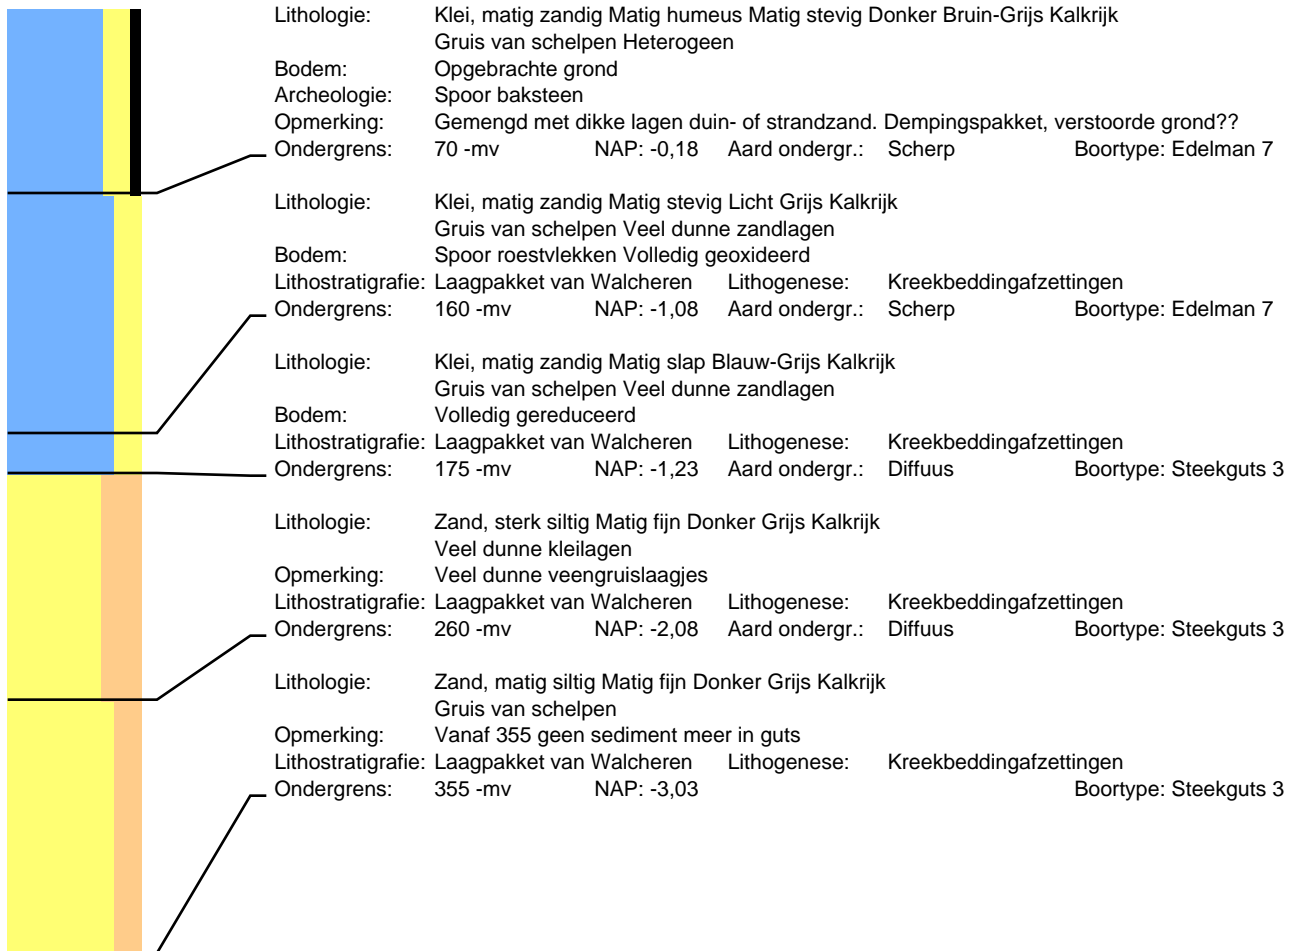 Lithologie: Klei, matig zandig Matig humeus Matig stevig Donker Bruin-Grijs Kalkrijk
Gruis van schelpen Heterogeen
Bodem: Opgebrachte grond
Archeologie: Spoor baksteen
Opmerking: Gemengd met dikke lagen duin- of strandzand. Dempingspakket, verstoorde grond??
Ondergrens: 70 -mv NAP: -0,18 Aard ondergr.: Scherp Boortype: Edelman 7
Lithologie: Klei, matig zandig Matig stevig Licht Grijs Kalkrijk
Gruis van schelpen Veel dunne zandlagen
Bodem: Spoor roestvlekken Volledig geoxideerd
Lithostratigrafie: Laagpakket van Walcheren Lithogenese: Kreekbeddingafzettingen
Ondergrens: 160 -mv NAP: -1,08 Aard ondergr.: Scherp Boortype: Edelman 7
Lithologie: Klei, matig zandig Matig slap Blauw-Grijs Kalkrijk
Gruis van schelpen Veel dunne zandlagen
Bodem: Volledig gereduceerd
Lithostratigrafie: Laagpakket van Walcheren Lithogenese: Kreekbeddingafzettingen
Ondergrens: 175 -mv NAP: -1,23 Aard ondergr.: Diffuus Boortype: Steekguts 3
Lithologie: Zand, sterk siltig Matig fijn Donker Grijs Kalkrijk
Veel dunne kleilagen
Opmerking: Veel dunne veengruislaagjes
Lithostratigrafie: Laagpakket van Walcheren Lithogenese: Kreekbeddingafzettingen
Ondergrens: 260 -mv NAP: -2,08 Aard ondergr.: Diffuus Boortype: Steekguts 3
Lithologie: Zand, matig siltig Matig fijn Donker Grijs Kalkrijk
Gruis van schelpen
Opmerking: Vanaf 355 geen sediment meer in guts
Lithostratigrafie: Laagpakket van Walcheren Lithogenese: Kreekbeddingafzettingen
Ondergrens: 355 -mv NAP: -3,03 Boortype: Steekguts 3